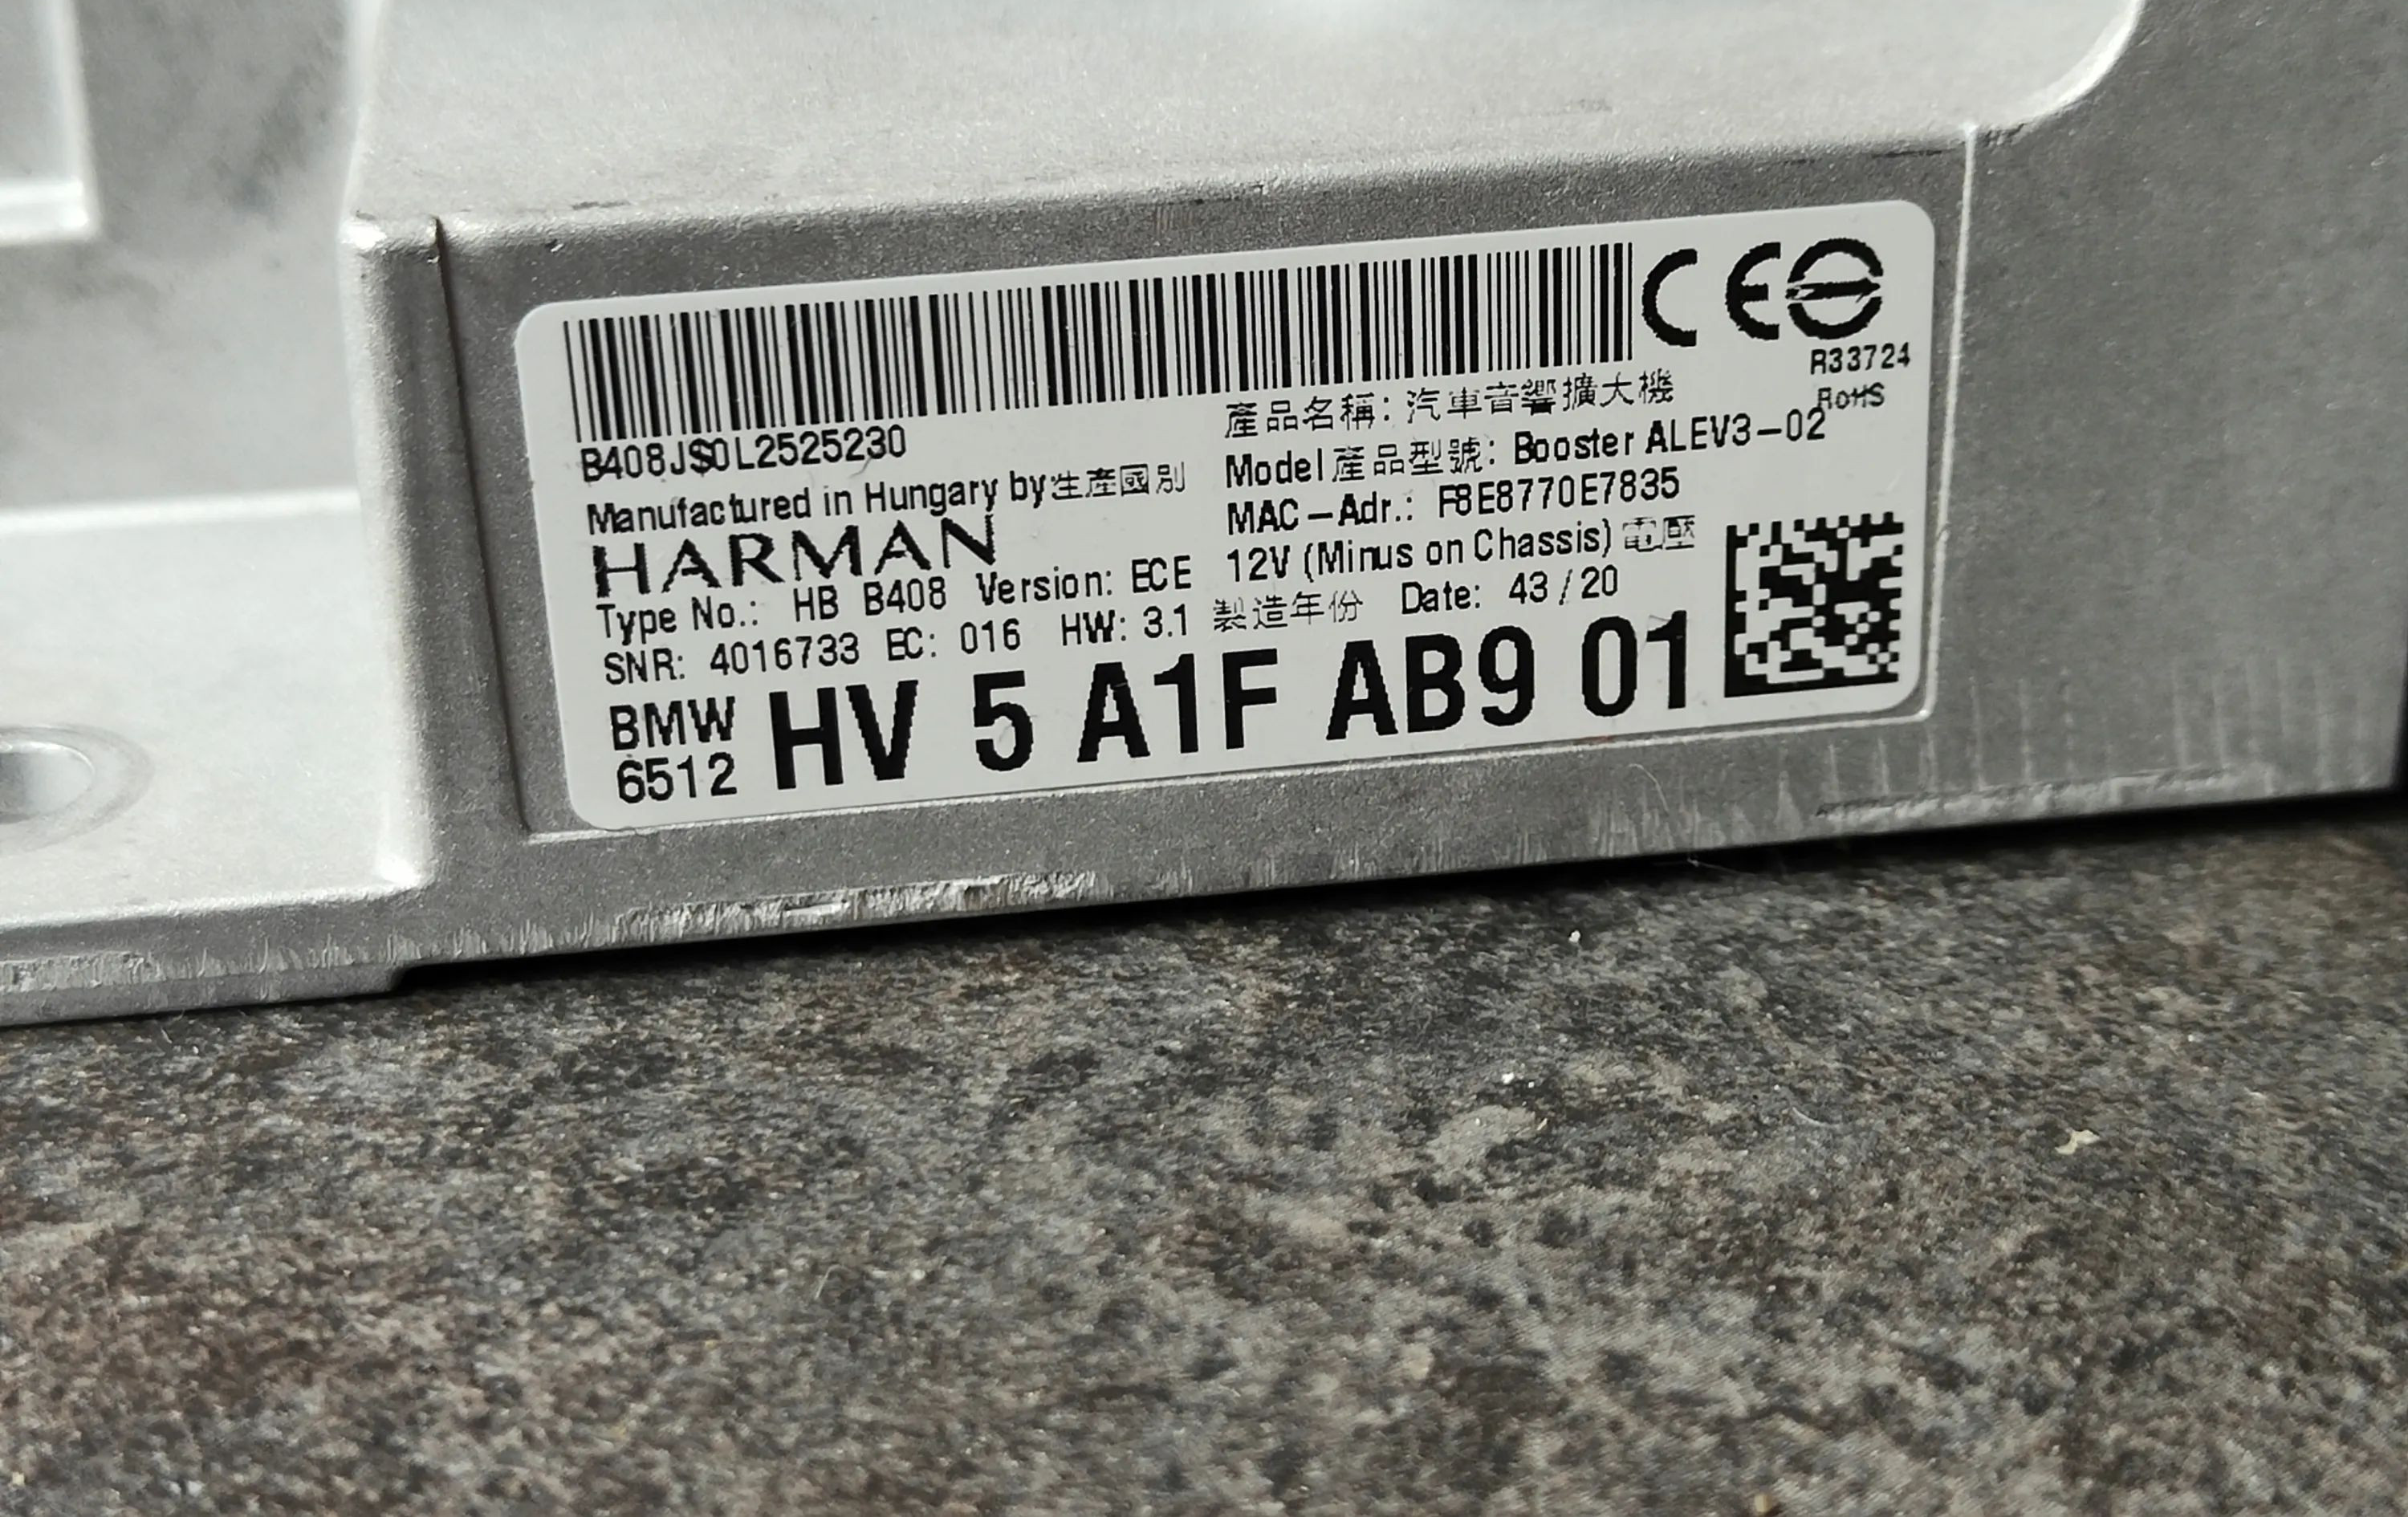 R33724
RoHS
B408JS0L2525230
Manufactured in Hungary by 生產國別
HARMAN
Type No.: HB B408 Version: ECE
SNR: 4016733 EC: 016 HW: 3.1
產品名稱: 汽車音響擴大機
Model 產品型號: Booster ALEV3-02
MAC-Adr.: F8E8770E7835
12V (Minus on Chassis) 電壓
製造年份 Date: 43/20
BMW
6512
HV 5 A1F AB9 01